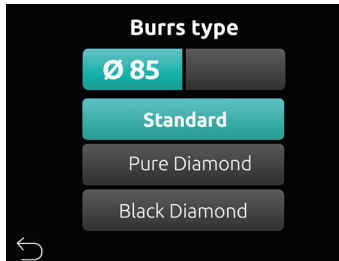 Burrs type
Ø 85
Standard
Pure Diamond
Black Diamond